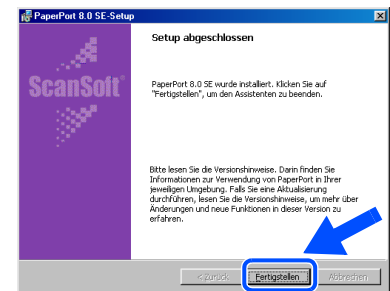 PaperPort 8.0 SE-Setup
Setup abgeschlossen
ScanSoft®
PaperPort 8.0 SE wurde installiert. Klicken Sie auf
"Fertigstellen", um den Assistenten zu beenden.
Bitte lesen Sie die Versionshinweise. Darin finden Sie
Informationen zur Verwendung von PaperPort in Ihrer
jeweiligen Umgebung. Falls Sie eine Aktualisierung
durchführen, lesen Sie die Versionshinweise, um mehr über
Änderungen und neue Funktionen in dieser Version zu
erfahren.
< Zurück Fertigstellen Abbrechen